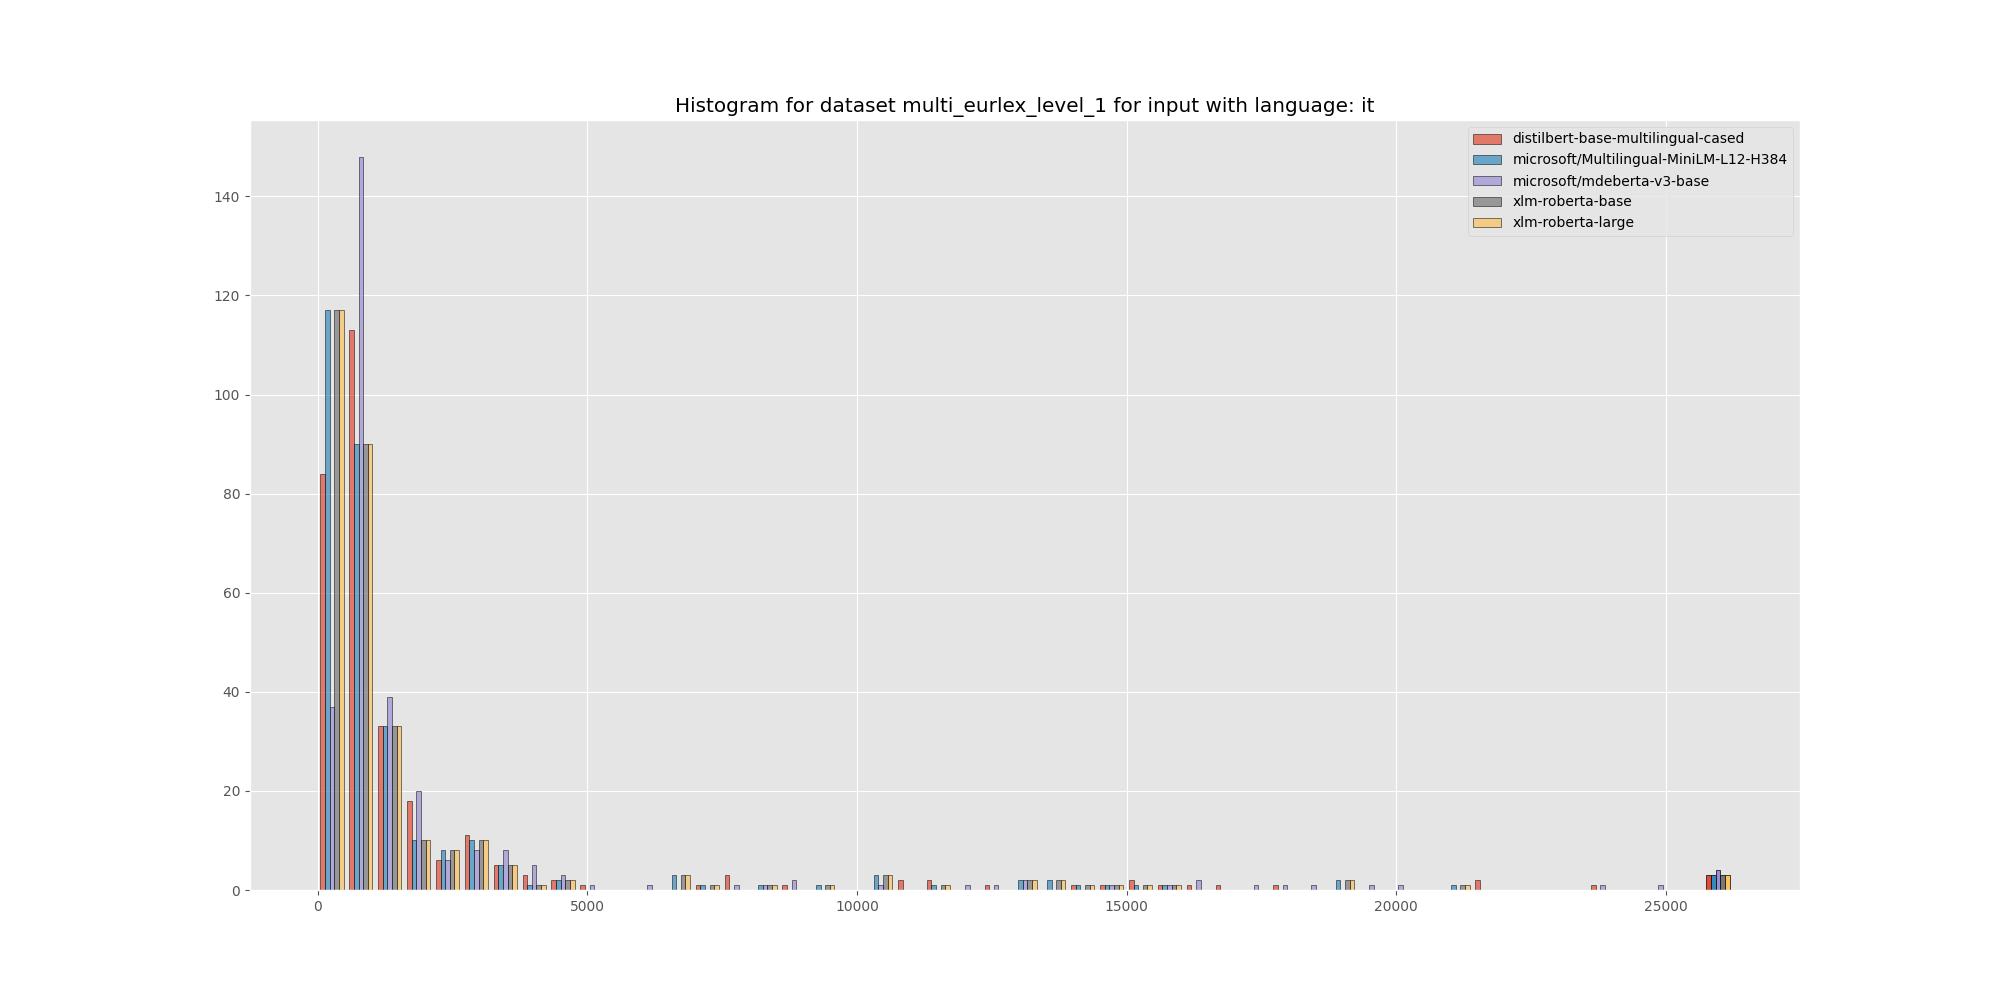 Histogram for dataset multi_eurlex_level_1 for input with language: it
distilbert-base-multilingual-cased
microsoft/Multilingual-MiniLM-L12-H384
microsoft/mdeberta-v3-base
xlm-roberta-base
xlm-roberta-large
140
120
100
80
60
40
20
0
0 5000 10000 15000 20000 25000